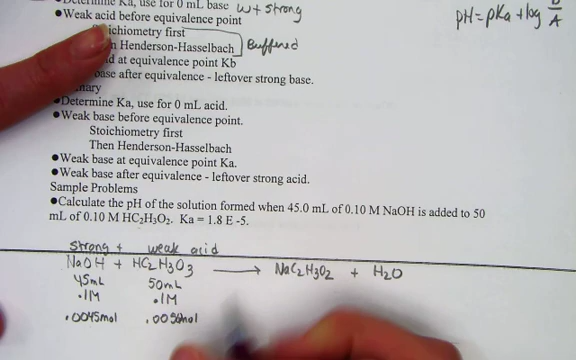 Determine Ka, use for 0 mL base w + strong
•Weak acid before equivalence point pH = pKa + log B/A
Stoichiometry first
Henderson-Hasselbach Buffered
at equivalence point Kb
base after equivalence - leftover strong base.
•Determine Ka, use for 0 mL acid.
•Weak base before equivalence point.
Stoichiometry first
Then Henderson-Hasselbach
•Weak base at equivalence point Ka.
•Weak base after equivalence - leftover strong acid.
Sample Problems
•Calculate the pH of the solution formed when 45.0 mL of 0.10 M NaOH is added to 50
mL of 0.10 M HC2H3O2. Ka = 1.8 E -5.
strong + weak acid
NaOH + HC2H3O3 → NaC2H3O2 + H2O
45mL 50mL
.1M .1M
.0045mol .0050mol